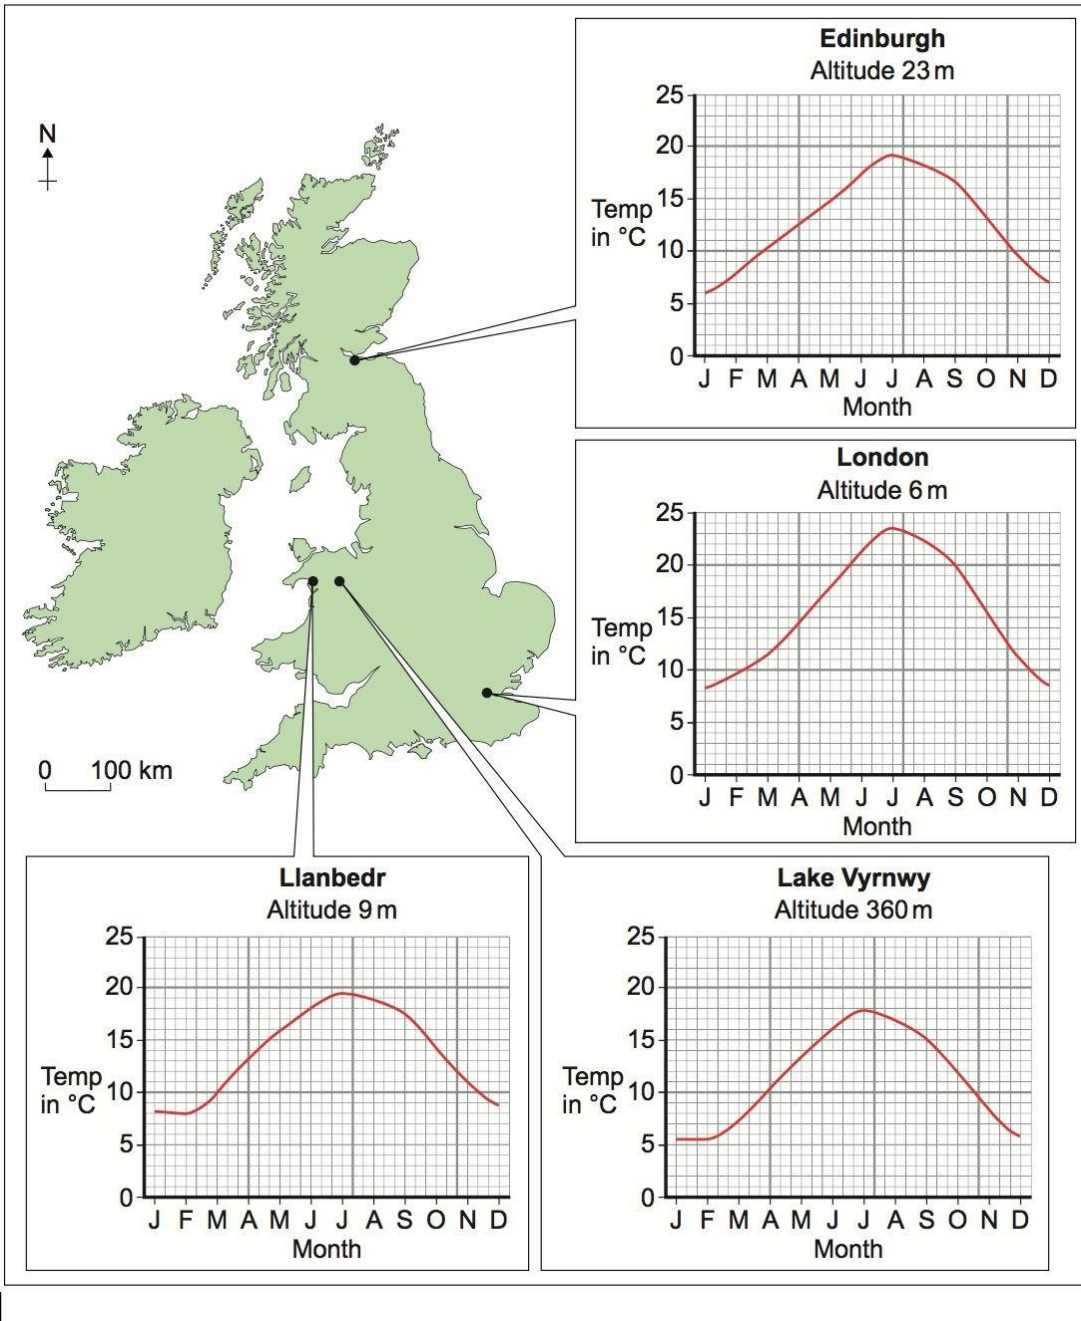 N
0 100 km
Edinburgh
Altitude 23 m
25
20
15
10
5
0
Temp
in °C
J F M A M J J A S O N D
Month
London
Altitude 6 m
25
20
15
10
5
0
Temp
in °C
J F M A M J J A S O N D
Month
Llanbedr
Altitude 9 m
25
20
15
10
5
0
Temp
in °C
J F M A M J J A S O N D
Month
Lake Vyrnwy
Altitude 360 m
25
20
15
10
5
0
Temp
in °C
J F M A M J J A S O N D
Month